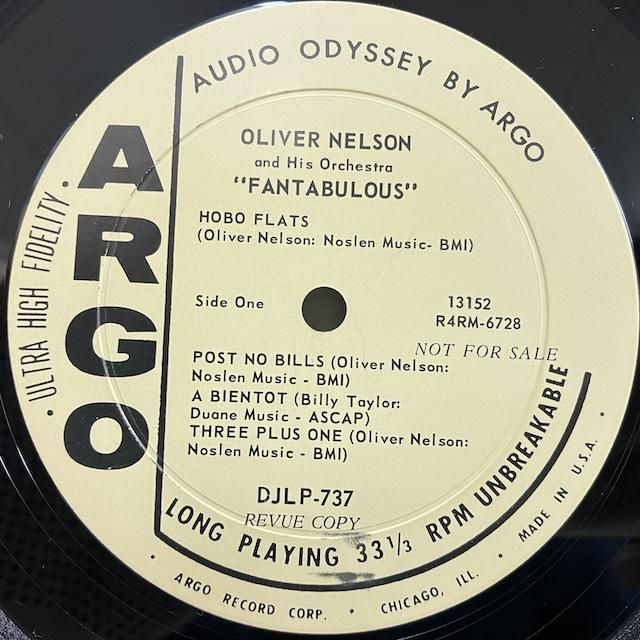 AUDIO ODYSSEY BY ARGO
ARGO
• ULTRA HIGH FIDELITY •
OLIVER NELSON
and His Orchestra
"FANTABULOUS"
HOBO FLATS
(Oliver Nelson: Noslen Music- BMI)
Side One
13152
R4RM-6728
NOT FOR SALE
POST NO BILLS (Oliver Nelson:
Noslen Music - BMI)
A BIENTOT (Billy Taylor:
Duane Music - ASCAP)
THREE PLUS ONE (Oliver Nelson:
Noslen Music - BMI)
DJLP-737
REVUE COPY
LONG PLAYING 33⅓ RPM UNBREAKABLE
• ARGO RECORD CORP. • CHICAGO, ILL. • MADE IN U.S.A. •